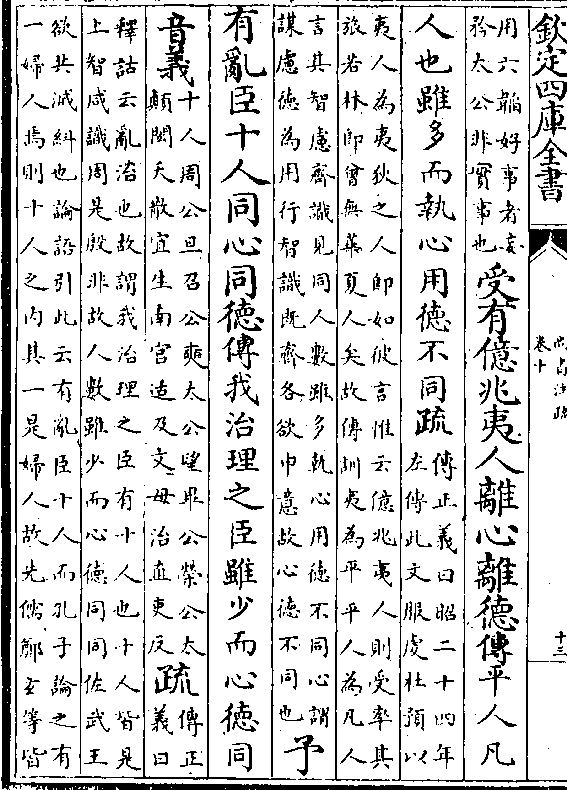 欽定四庫全書
卷十
尚書注疏
十三
用六韜好事者妄
矜太公非實事也
受有億兆夷人離心離德傳平人凡
人也雖多而執心用德不同疏
傳正義曰昭二十四年
左傳此文服虔杜預以
夷人為夷狄之人即如彼言惟云億兆夷人則受率其
旅若林即曾無華夏人矣故傳訓夷為平平人為凡人
言其智慮齊識見同人數雖多執心用德不同心謂
謀慮德為用行智識既齊各欲申意故心德不同也
予
有亂臣十人同心同德傳我治理之臣雖少而心德同
音義
十人周公旦召公奭太公望畢公榮公太
顛閎夭散宜生南宮适及文母治直吏反
疏
傳正
義曰
釋詁云亂治也故謂我治理之臣有十人也十人皆是
上智咸識周是殷非故人數雖少而心德同同佐武王
欲共滅紂也論語引此云有亂臣十人而孔子論之有
一婦人焉則十人之內其一是婦人故先儒鄭玄等皆